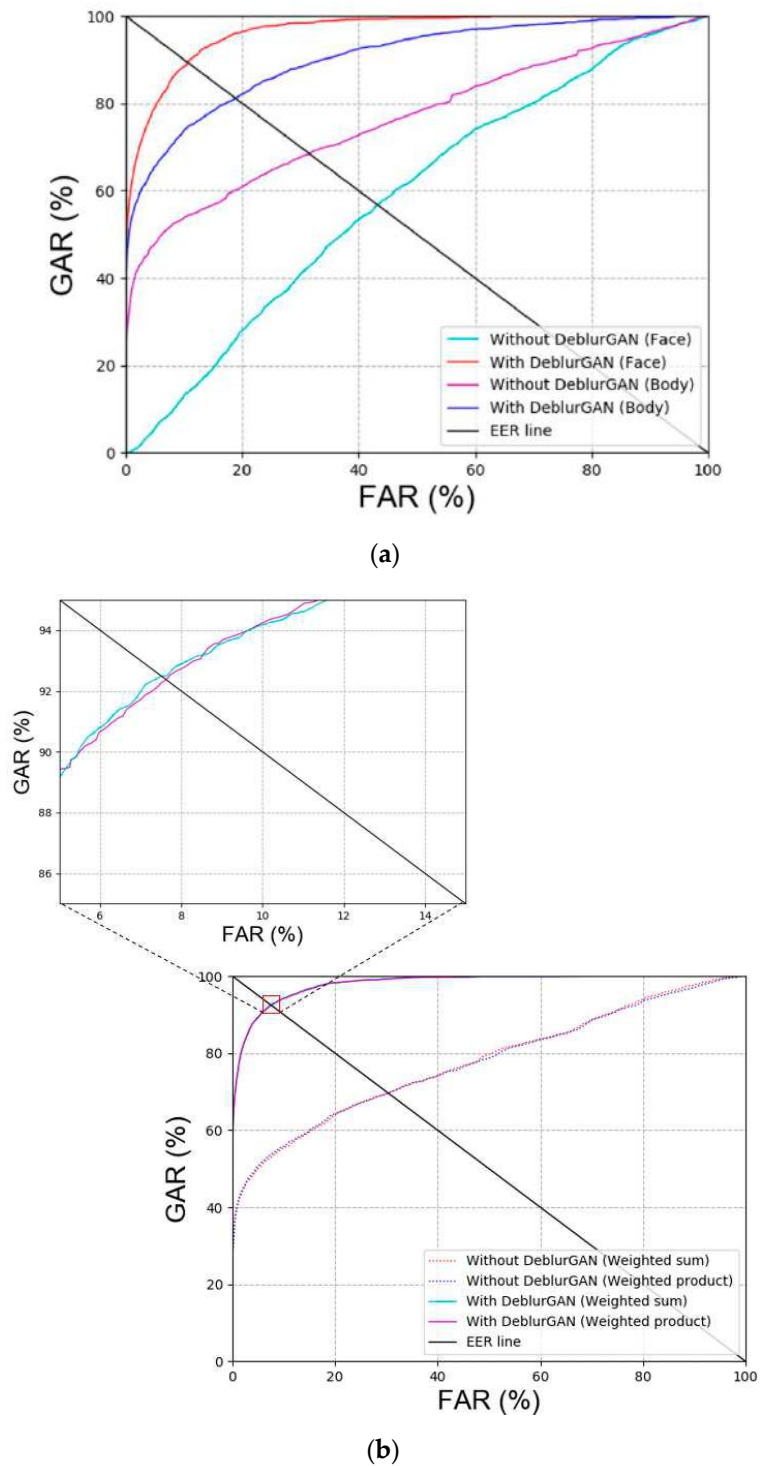 100
80
60
40
20
0
GAR (%)
Without DeblurGAN (Face)
With DeblurGAN (Face)
Without DeblurGAN (Body)
With DeblurGAN (Body)
EER line
0 20 40 60 80 100
FAR (%)
(a)
94
92
90
88
86
GAR (%)
6 8 10 12 14
FAR (%)
100
80
60
40
20
0
GAR (%)
Without DeblurGAN (Weighted sum)
Without DeblurGAN (Weighted product)
With DeblurGAN (Weighted sum)
With DeblurGAN (Weighted product)
EER line
0 20 40 60 80 100
FAR (%)
(b)